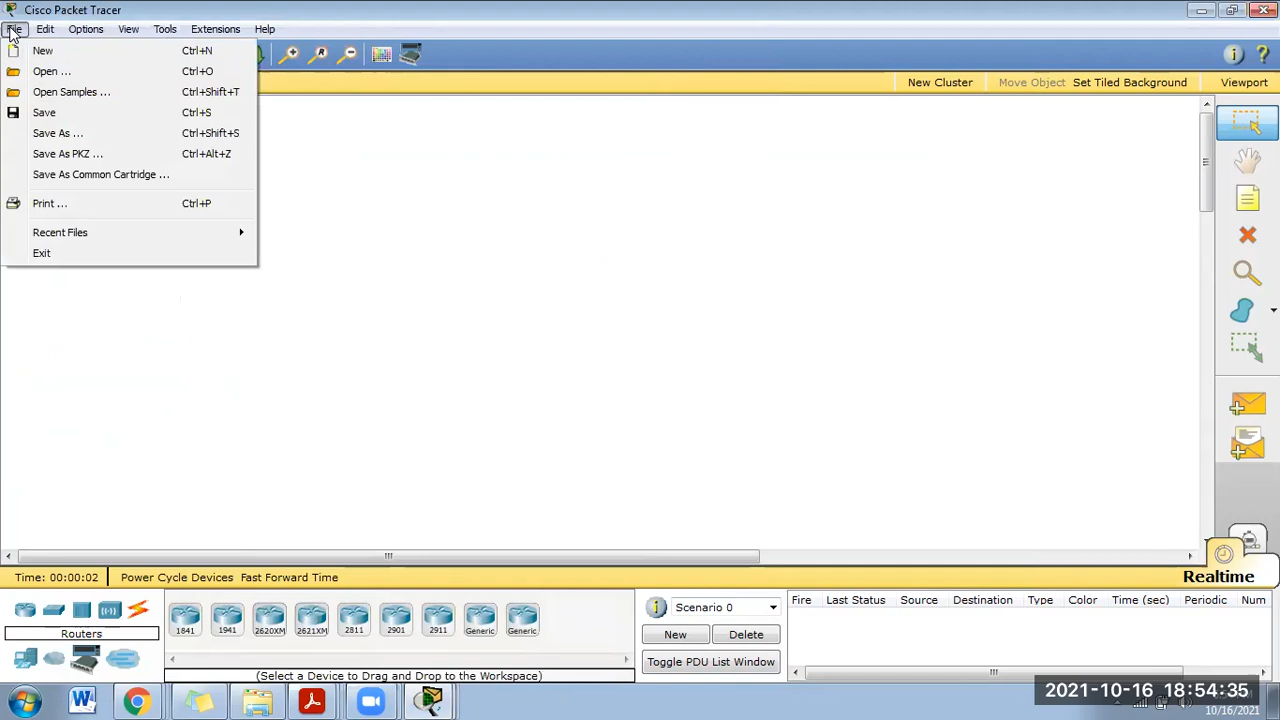 Cisco Packet Tracer
File Edit Options View Tools Extensions Help
New Ctrl+N
Open ... Ctrl+O
Open Samples ... Ctrl+Shift+T
Save Ctrl+S
Save As ... Ctrl+Shift+S
Save As PKZ ... Ctrl+Alt+Z
Save As Common Cartridge ...
Print ... Ctrl+P
Recent Files
Exit
New Cluster Move Object Set Tiled Background Viewport
Time: 00:00:02 Power Cycle Devices Fast Forward Time
Realtime
Routers
1841 1941 2620XM 2621XM 2811 2901 2911 Generic Generic
(Select a Device to Drag and Drop to the Workspace)
Scenario 0
New Delete
Toggle PDU List Window
Fire Last Status Source Destination Type Color Time (sec) Periodic Num
2021-10-16 18:54:35
10/16/2021